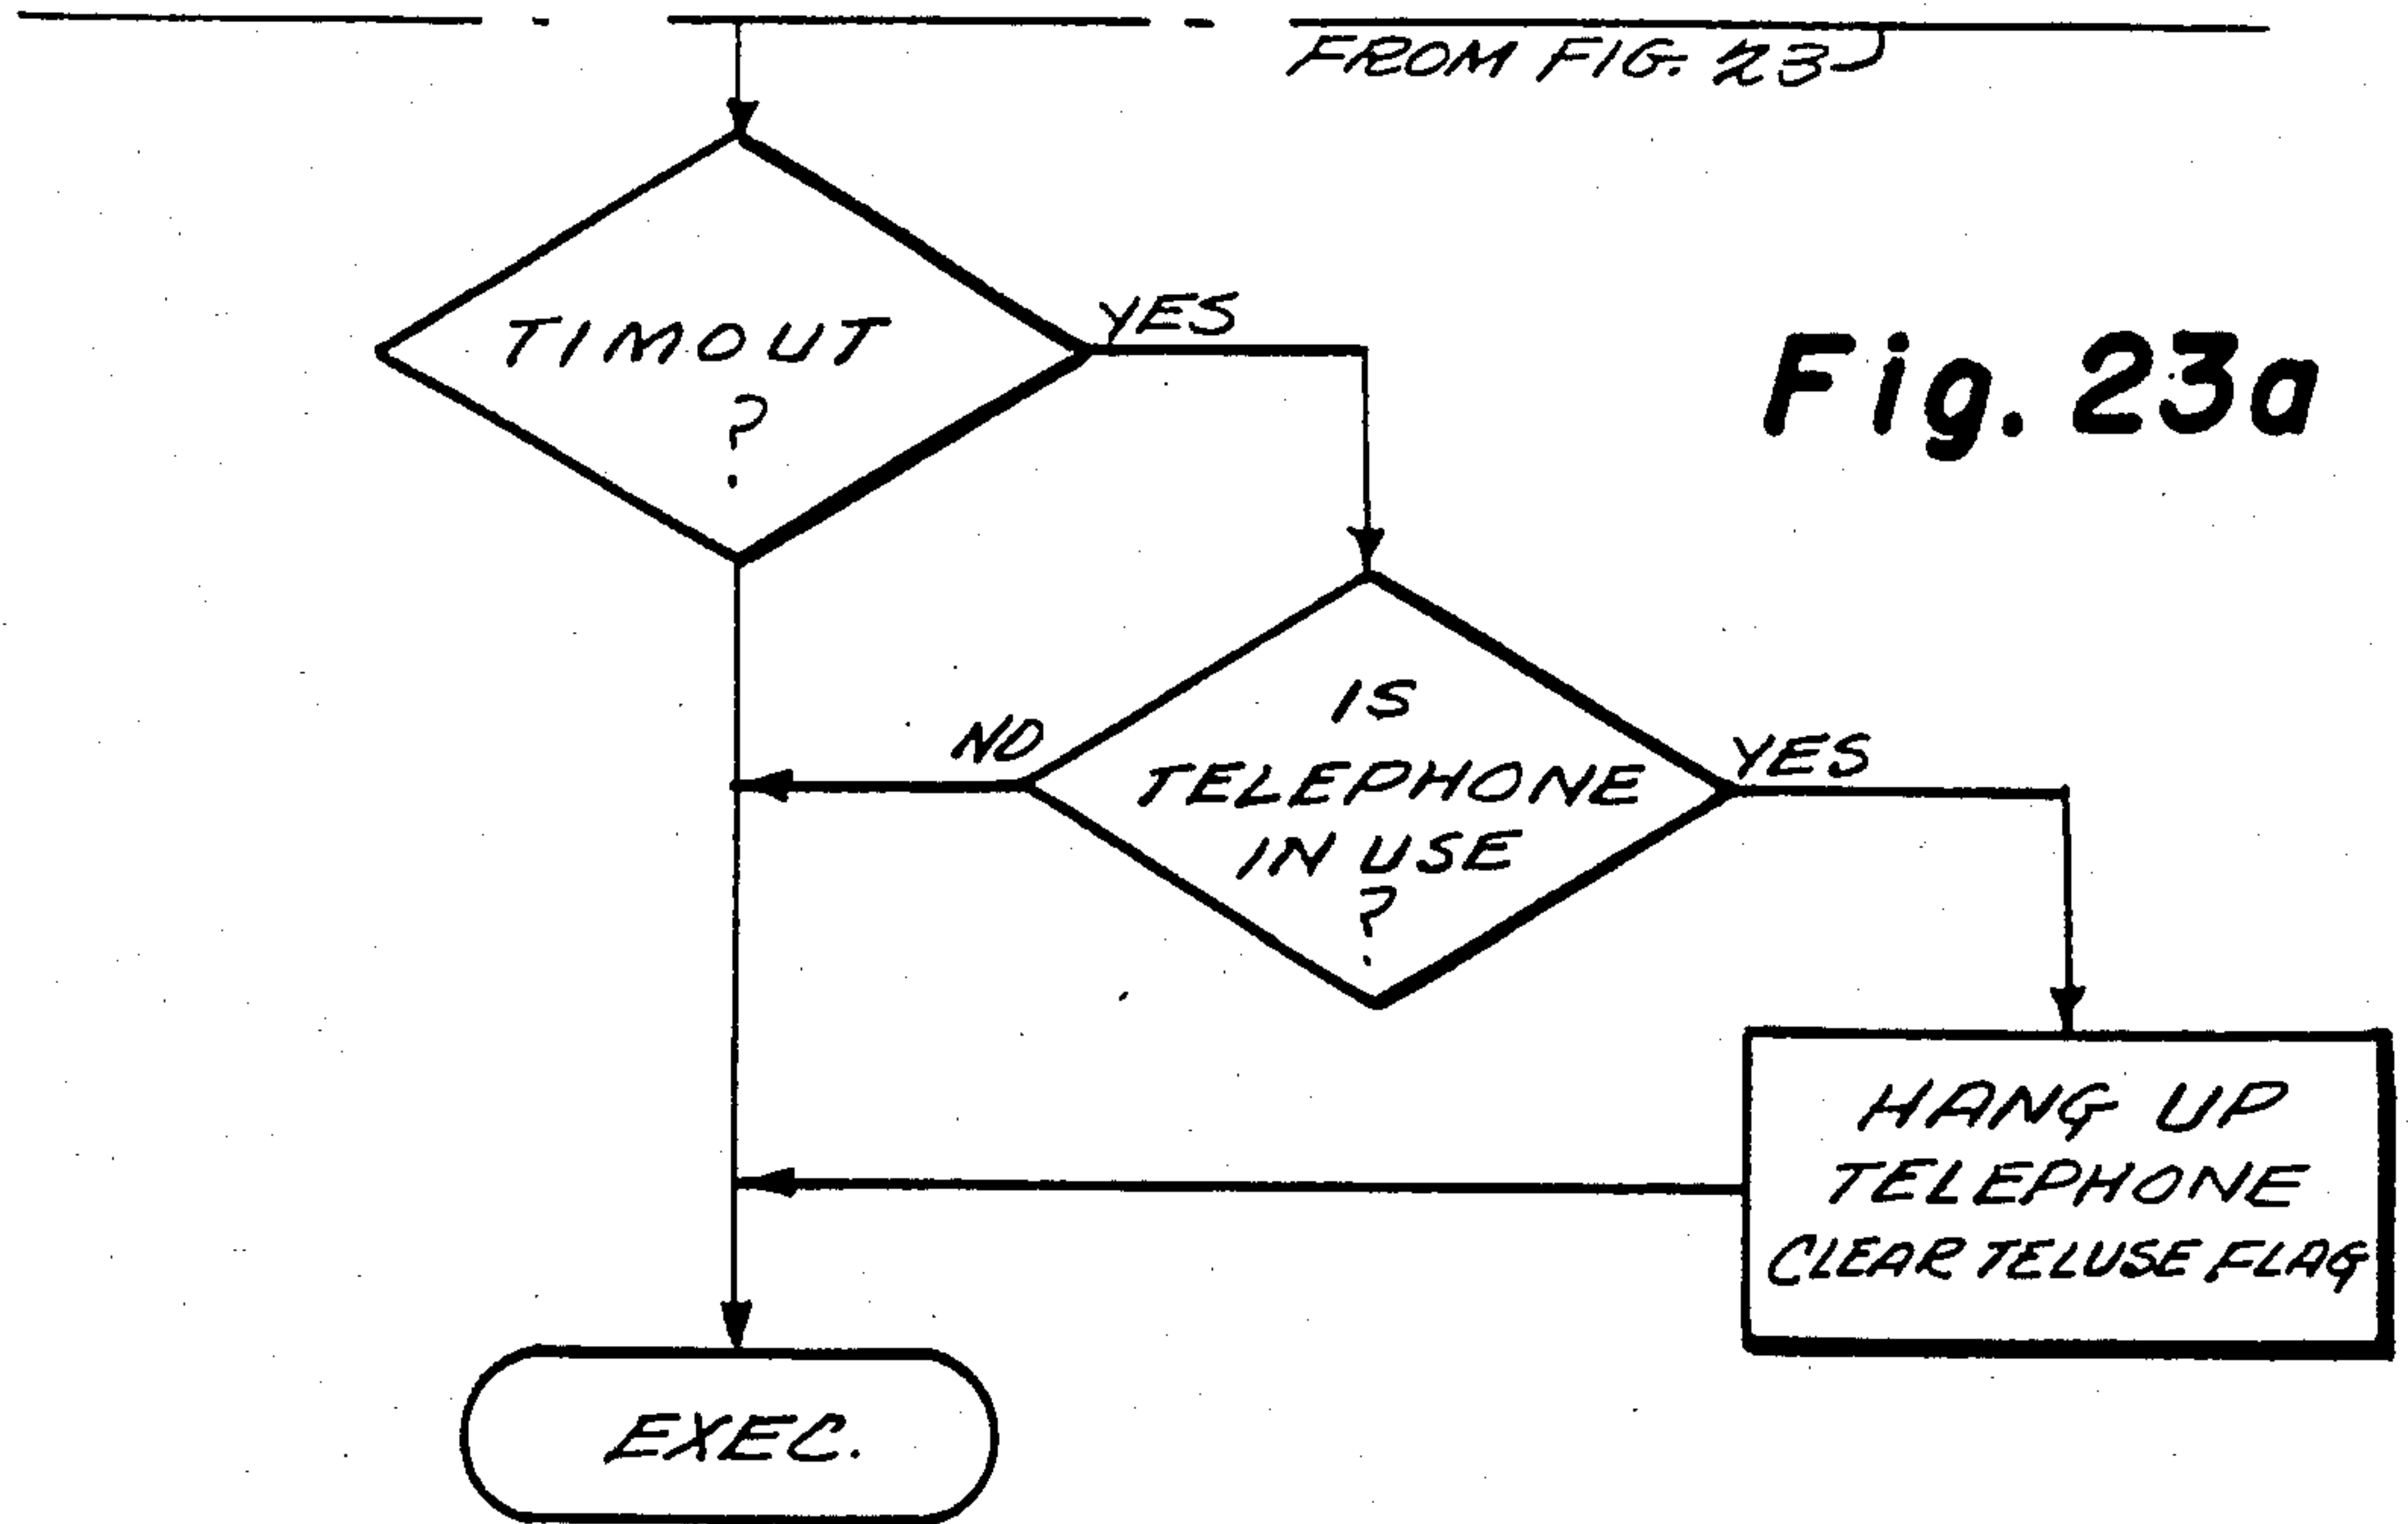 FROM FIG. 23
TIMOUT
?
YES
Fig. 23a
IS
TELEPHONE
IN USE
?
NO
YES
HANG UP
TELEPHONE
CLEAR TELUSE FLAG
EXEC.